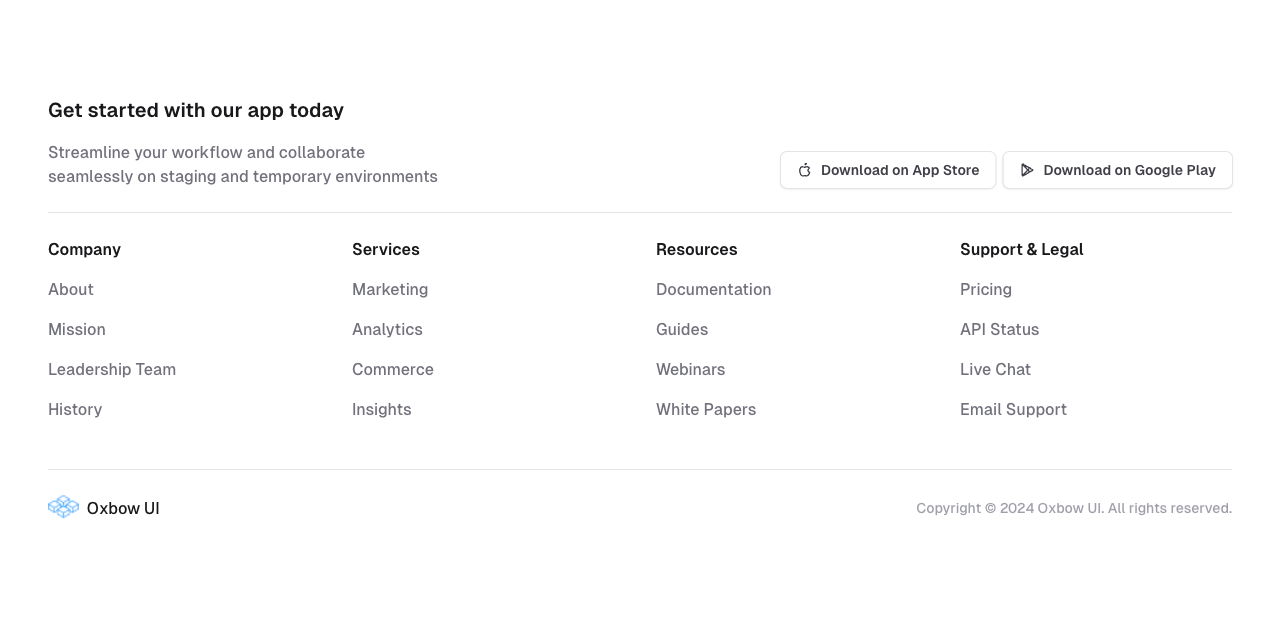 Get started with our app today
Streamline your workflow and collaborate
seamlessly on staging and temporary environments
Download on App Store
Download on Google Play
Company
About
Mission
Leadership Team
History
Services
Marketing
Analytics
Commerce
Insights
Resources
Documentation
Guides
Webinars
White Papers
Support & Legal
Pricing
API Status
Live Chat
Email Support
Oxbow UI
Copyright © 2024 Oxbow UI. All rights reserved.